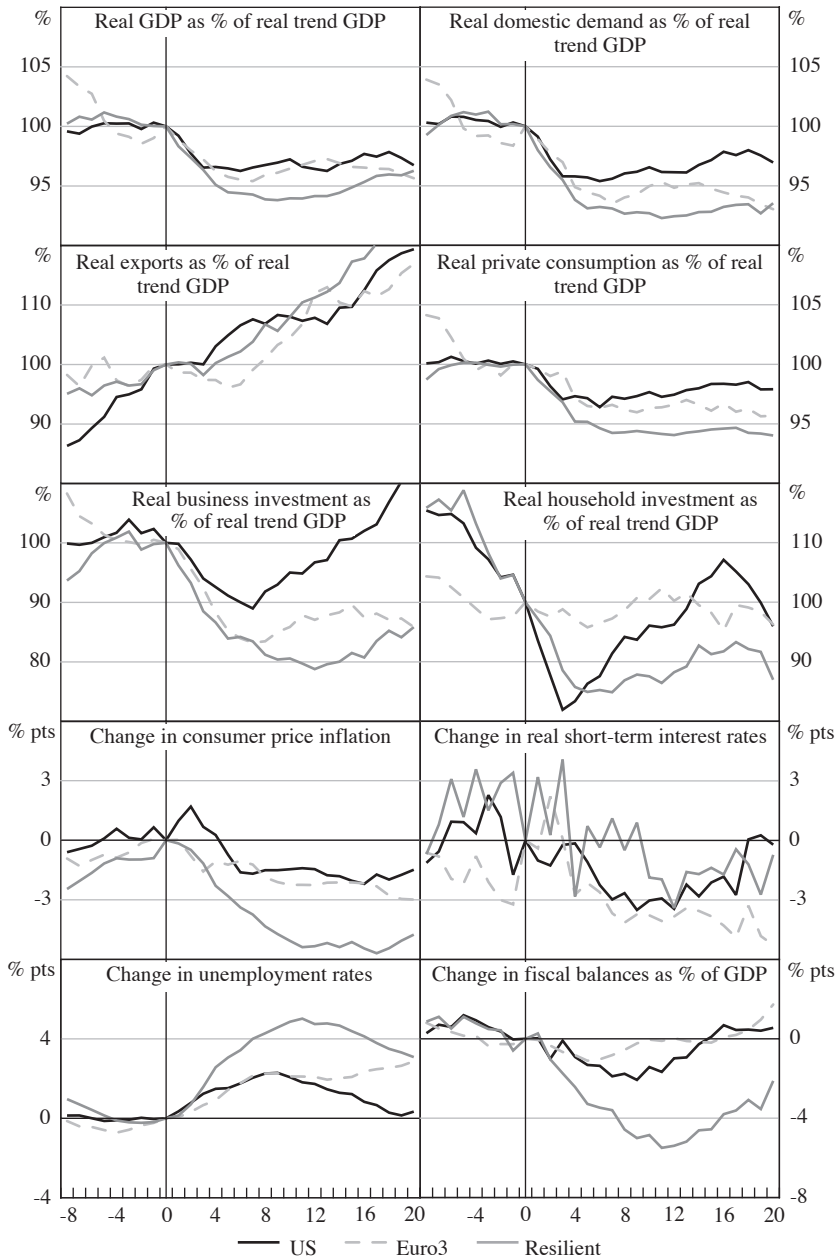 %
Real GDP as % of real trend GDP
Real domestic demand as % of real
trend GDP
%
105
100
95
105
100
95
%
Real exports as % of real
trend GDP
Real private consumption as % of real
trend GDP
%
110
100
90
105
100
95
%
Real business investment as
% of real trend GDP
Real household investment as
% of real trend GDP
%
100
90
80
110
100
90
% pts
Change in consumer price inflation
Change in real short-term interest rates
% pts
3
0
-3
3
0
-3
% pts
Change in unemployment rates
Change in fiscal balances as % of GDP
% pts
4
0
-4
0
-4
-8
-8 -4 0 4 8 12 16 20
-4 0 4 8 12 16 20
US Euro3 Resilient